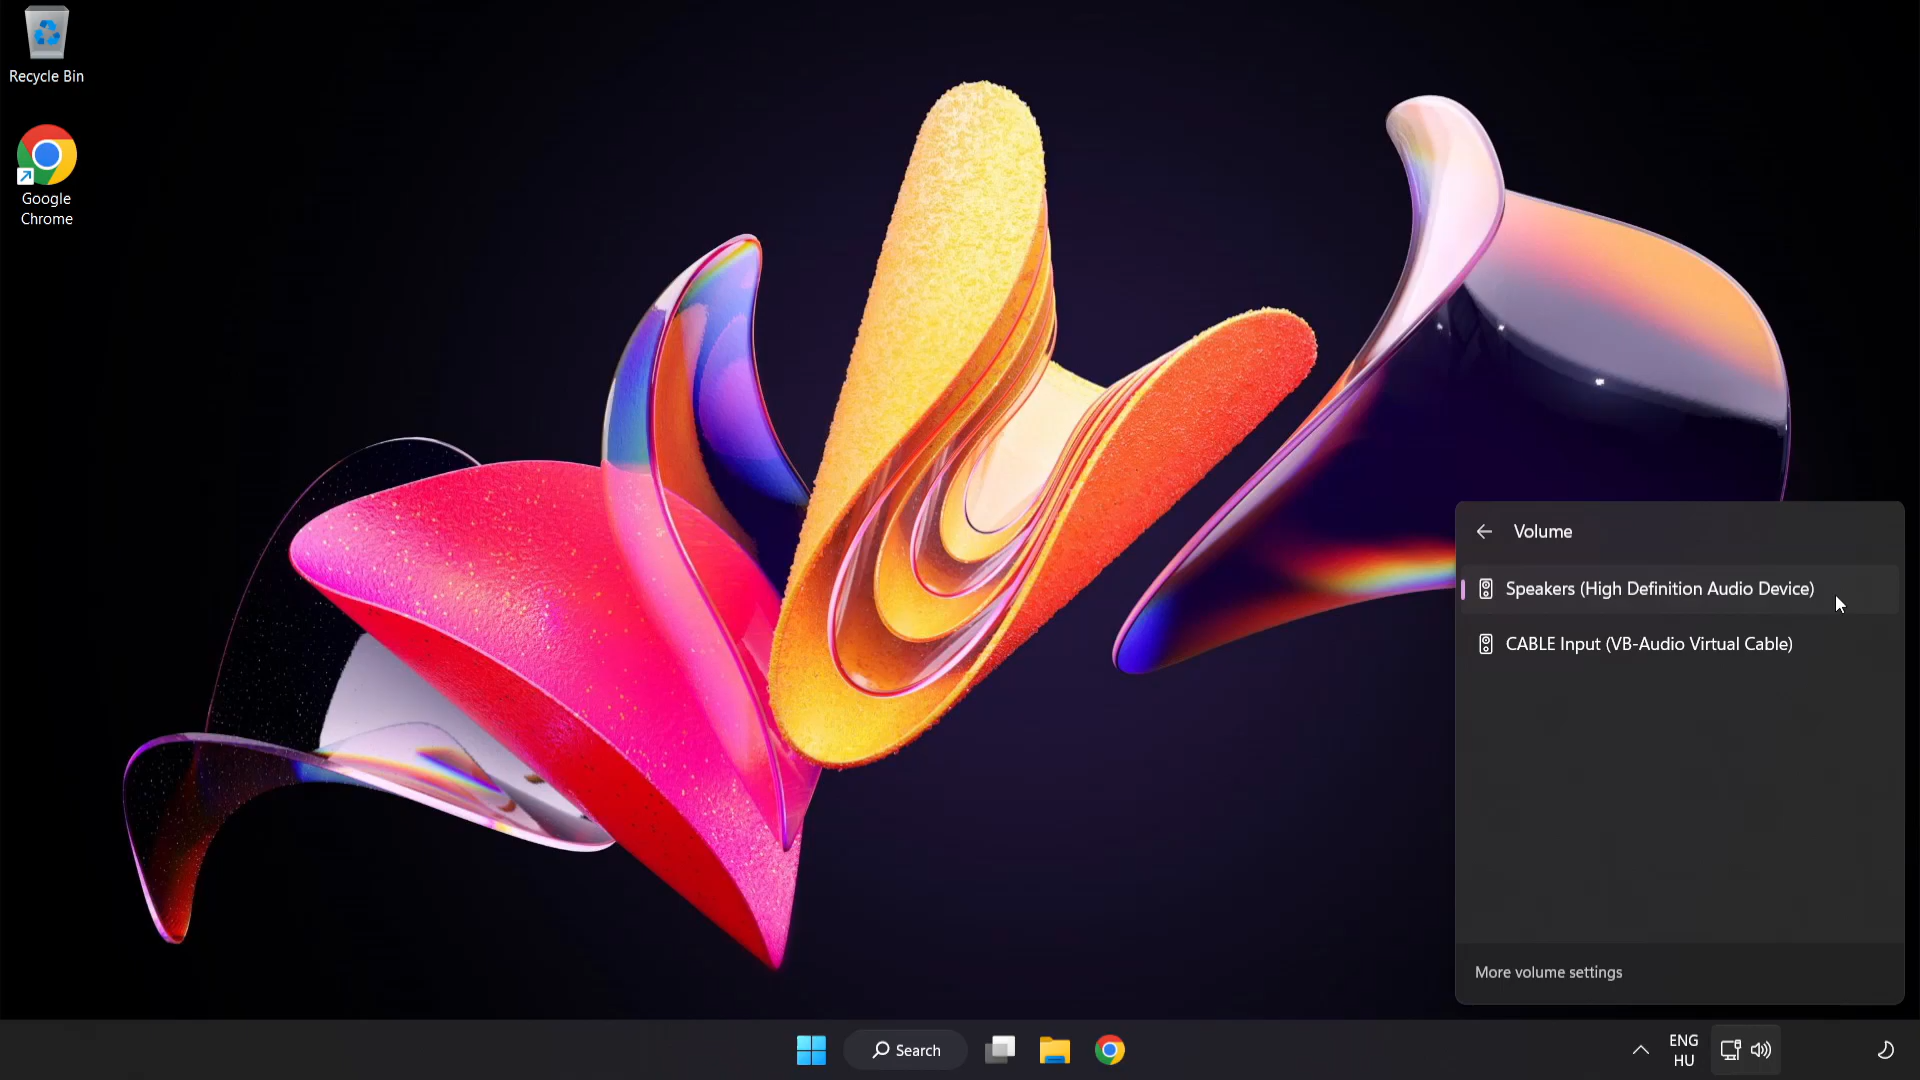 Recycle Bin
Google
Chrome
Volume
Speakers (High Definition Audio Device)
CABLE Input (VB-Audio Virtual Cable)
More volume settings
Search
ENG
HU